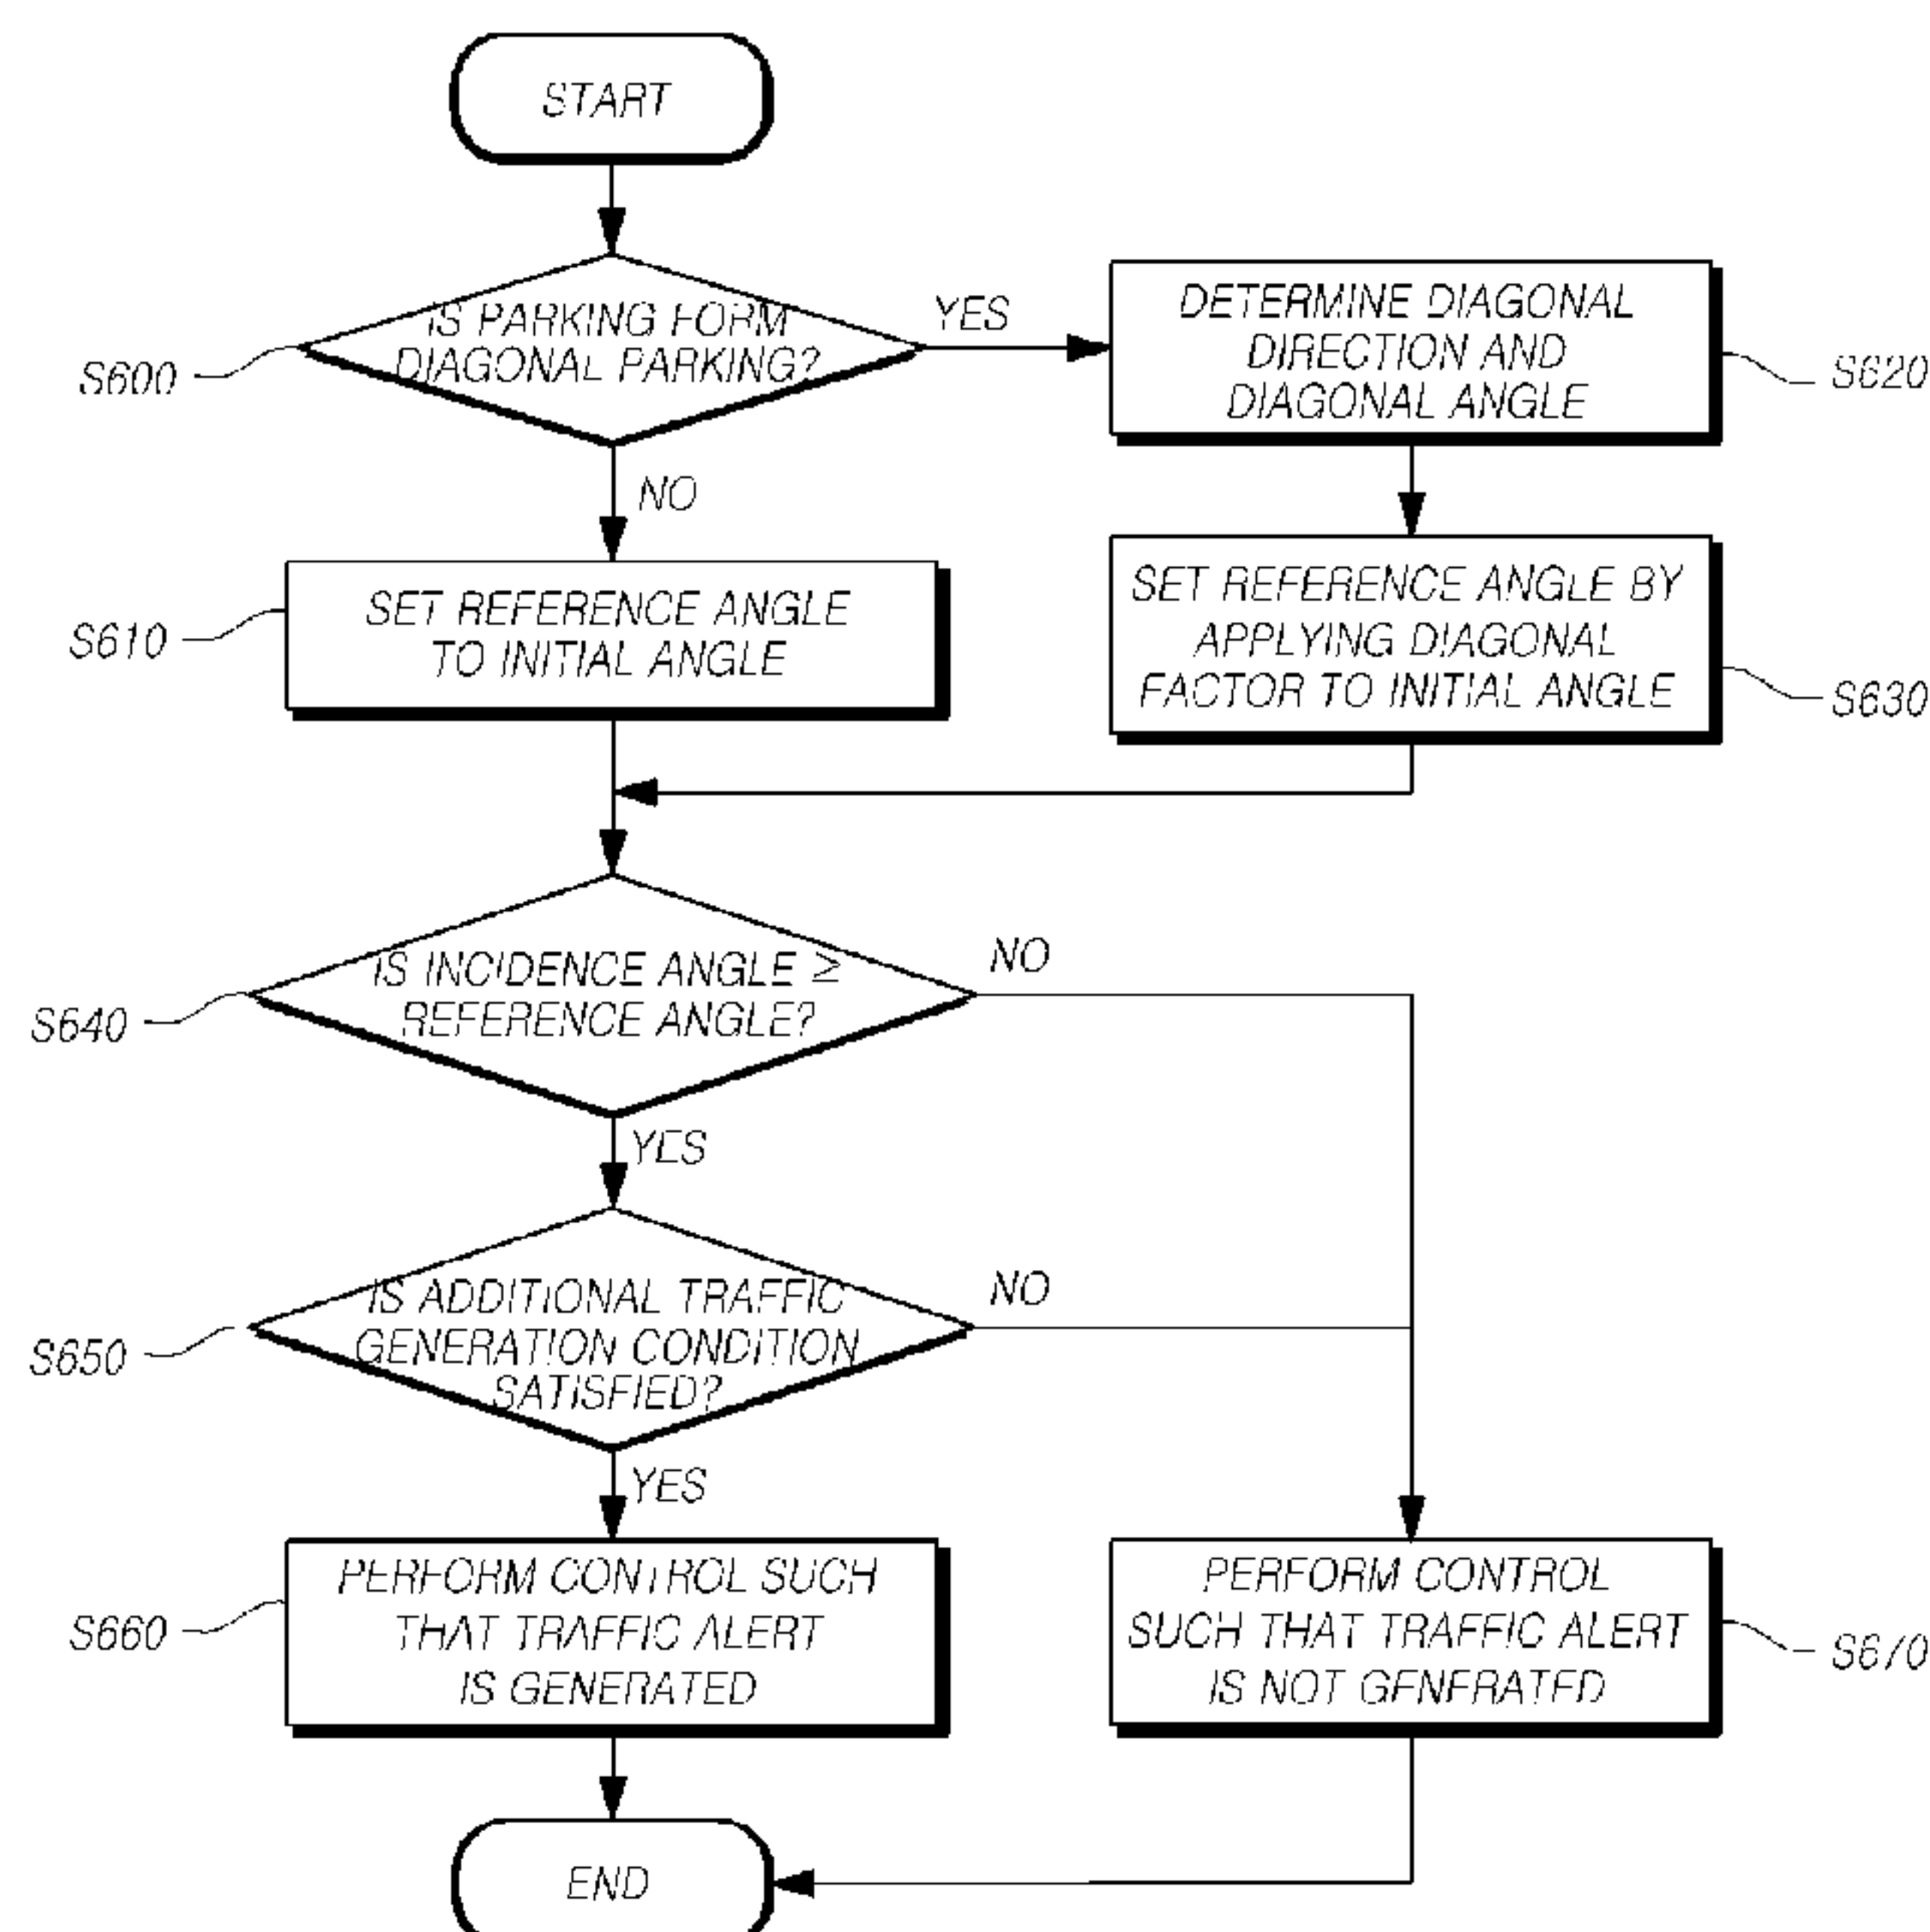 START
IS PARKING FORM
DIAGONAL PARKING?
S600
YES
DETERMINE DIAGONAL
DIRECTION AND
DIAGONAL ANGLE
S620
NO
SET REFERENCE ANGLE
TO INITIAL ANGLE
S610
SET REFERENCE ANGLE BY
APPLYING DIAGONAL
FACTOR TO INITIAL ANGLE
S630
IS INCIDENCE ANGLE ≥
REFERENCE ANGLE?
S640
NO
YES
IS ADDITIONAL TRAFFIC
GENERATION CONDITION
SATISFIED?
S650
NO
YES
PERFORM CONTROL SUCH
THAT TRAFFIC ALERT
IS GENERATED
S660
PERFORM CONTROL
SUCH THAT TRAFFIC ALERT
IS NOT GENERATED
S670
END